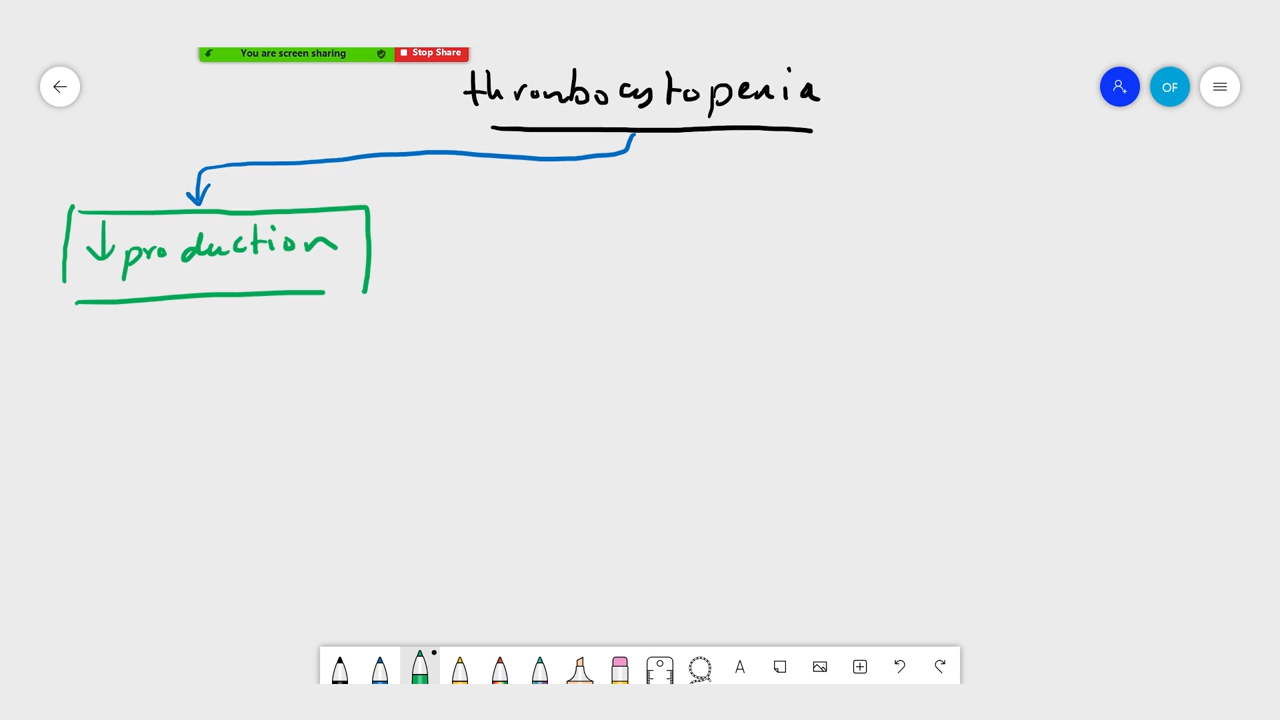 You are screen sharing Stop Share
thrombocytopenia
OF
↓ production
A